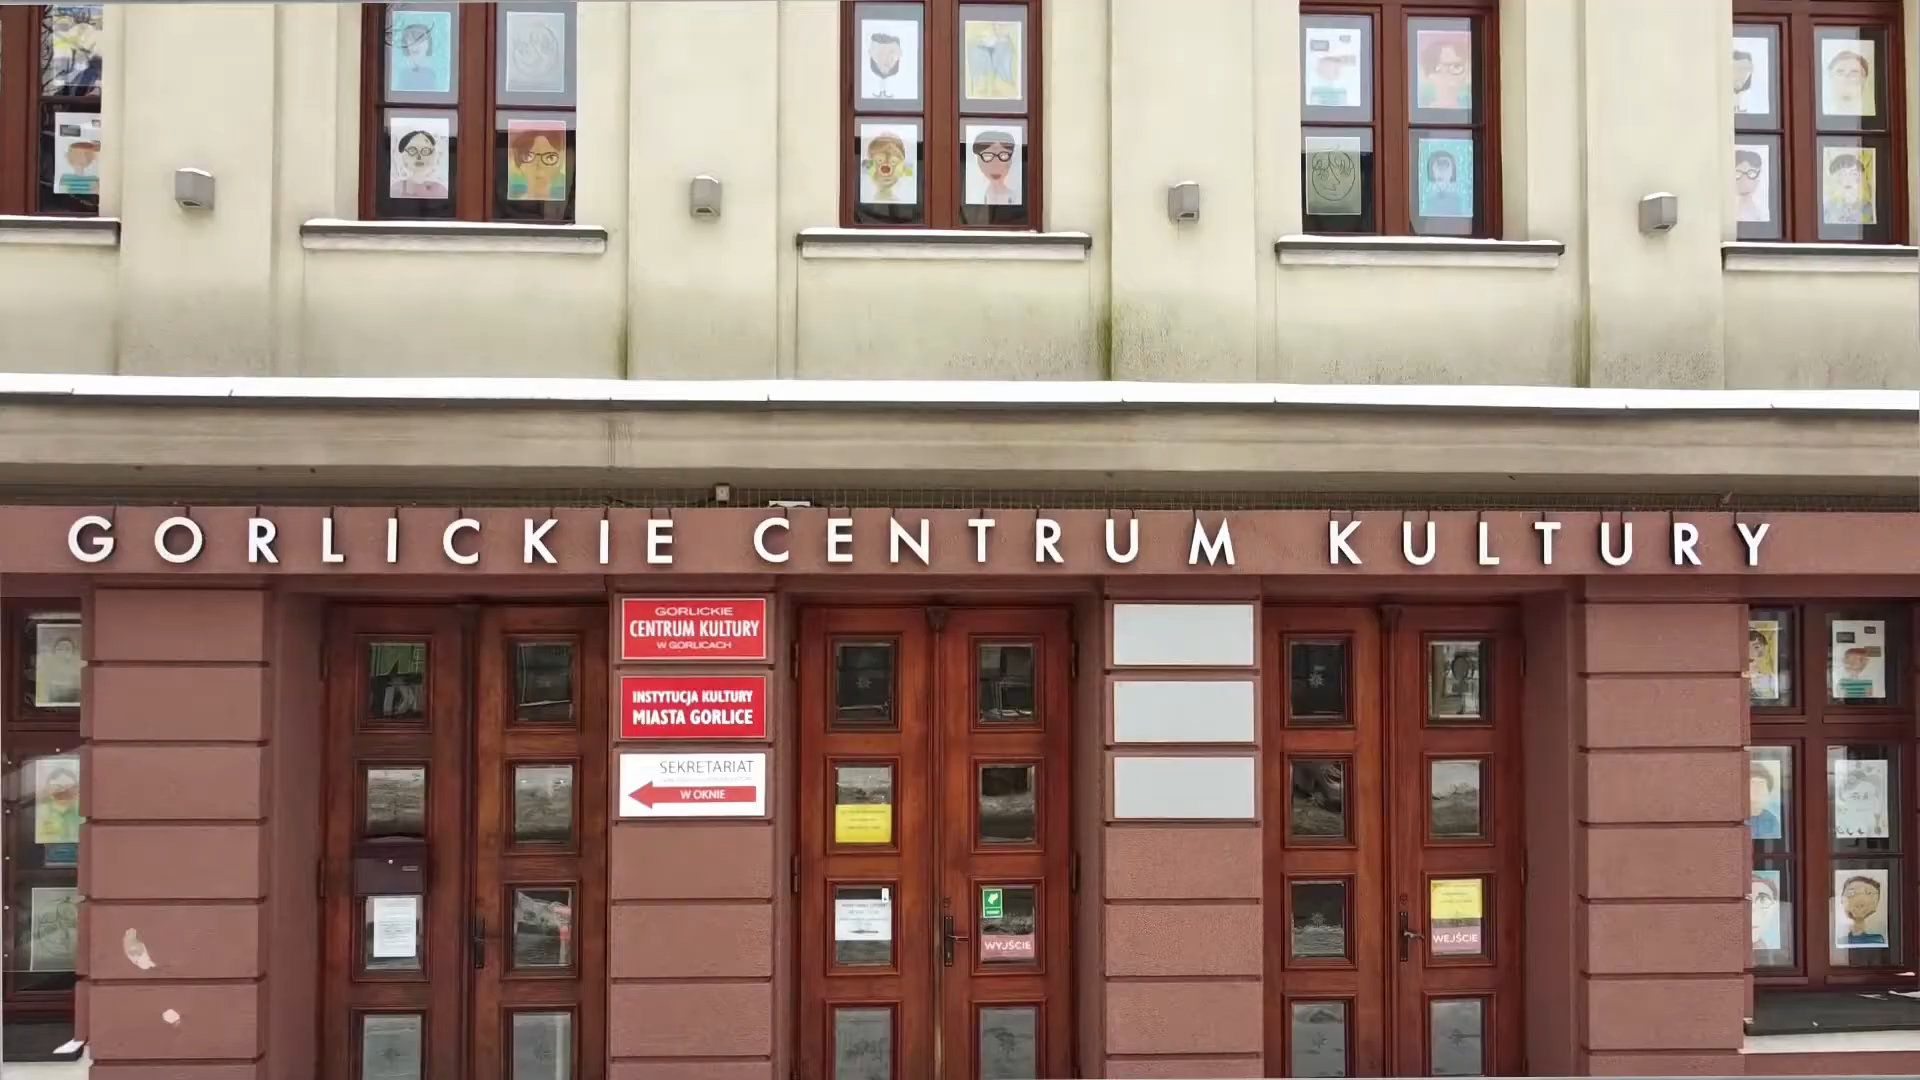 GORLICKIE CENTRUM KULTURY
GORLICKIE
CENTRUM KULTURY
W GORLICACH
INSTYTUCJA KULTURY
MIASTA GORLICE
SEKRETARIAT
W OKNIE
WYJŚCIE
WEJŚCIE